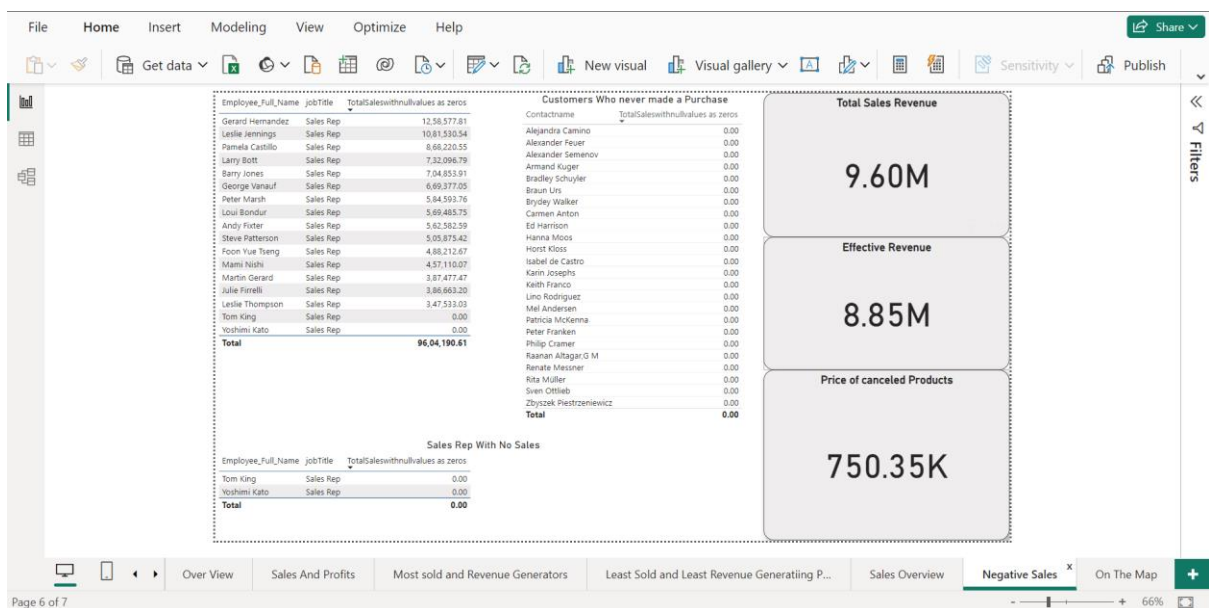 File Home Insert Modeling View Optimize Help Share
Get data New visual Visual gallery Sensitivity Publish
Filters
Employee_Full_Name jobTitle TotalSaleswithnullvalues as zeros
Gerard Hernandez Sales Rep 12,58,577.81
Leslie Jennings Sales Rep 10,81,530.54
Pamela Castillo Sales Rep 8,68,220.55
Larry Bott Sales Rep 7,32,096.79
Barry Jones Sales Rep 7,04,853.91
George Vanauf Sales Rep 6,69,377.05
Peter Marsh Sales Rep 5,84,593.76
Loui Bondur Sales Rep 5,69,485.75
Andy Fixter Sales Rep 5,62,582.59
Steve Patterson Sales Rep 5,05,875.42
Foon Yue Tseng Sales Rep 4,88,212.67
Mami Nishi Sales Rep 4,57,110.07
Martin Gerard Sales Rep 3,87,477.47
Julie Firrelli Sales Rep 3,86,663.20
Leslie Thompson Sales Rep 3,47,533.03
Tom King Sales Rep 0.00
Yoshimi Kato Sales Rep 0.00
Total 96,04,190.61
Customers Who never made a Purchase
Contactname TotalSaleswithnullvalues as zeros
Alejandra Camino 0.00
Alexander Feuer 0.00
Alexander Semenov 0.00
Armand Kuger 0.00
Bradley Schuyler 0.00
Braun Urs 0.00
Brydey Walker 0.00
Carmen Anton 0.00
Ed Harrison 0.00
Hanna Moos 0.00
Horst Kloss 0.00
Isabel de Castro 0.00
Karin Josephs 0.00
Keith Franco 0.00
Lino Rodriguez 0.00
Mel Andersen 0.00
Patricia McKenna 0.00
Peter Franken 0.00
Philip Cramer 0.00
Raanan Altagar,G M 0.00
Renate Messner 0.00
Rita Müller 0.00
Sven Ottlieb 0.00
Zbyszek Piestrzeniewicz 0.00
Total 0.00
Total Sales Revenue
9.60M
Effective Revenue
8.85M
Price of canceled Products
750.35K
Sales Rep With No Sales
Employee_Full_Name jobTitle TotalSaleswithnullvalues as zeros
Tom King Sales Rep 0.00
Yoshimi Kato Sales Rep 0.00
Total 0.00
Over View Sales And Profits Most sold and Revenue Generators Least Sold and Least Revenue Generatiing P... Sales Overview Negative Sales x On The Map +
Page 6 of 7 - + 66%